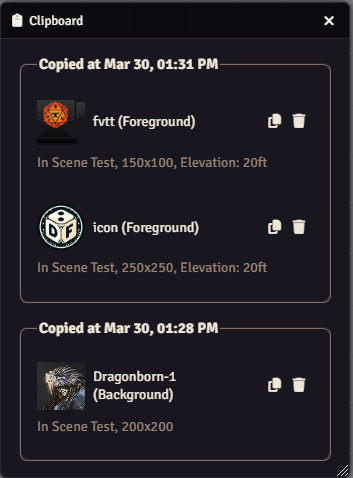 Clipboard
Copied at Mar 30, 01:31 PM
fvtt (Foreground)
In Scene Test, 150x100, Elevation: 20ft
DF
icon (Foreground)
In Scene Test, 250x250, Elevation: 20ft
Copied at Mar 30, 01:28 PM
Dragonborn-1
(Background)
In Scene Test, 200x200